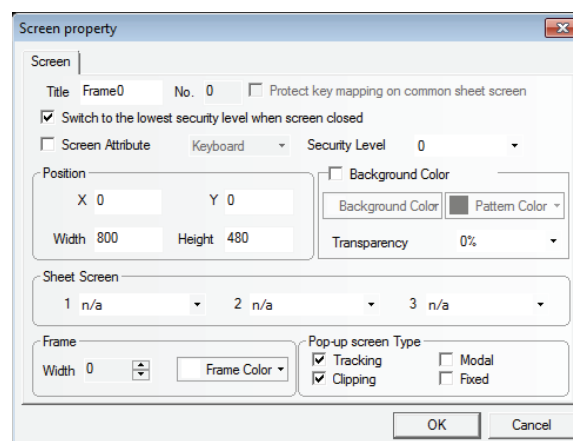 Screen property
Screen
Title Frame0 No. 0 Protect key mapping on common sheet screen
Switch to the lowest security level when screen closed
Screen Attribute Keyboard Security Level 0
Position Background Color
X 0 Y 0 Background Color Pattern Color
Width 800 Height 480 Transparency 0%
Sheet Screen
1 n/a 2 n/a 3 n/a
Frame Pop-up screen Type
Width 0 Frame Color Tracking Modal
Clipping Fixed
OK Cancel